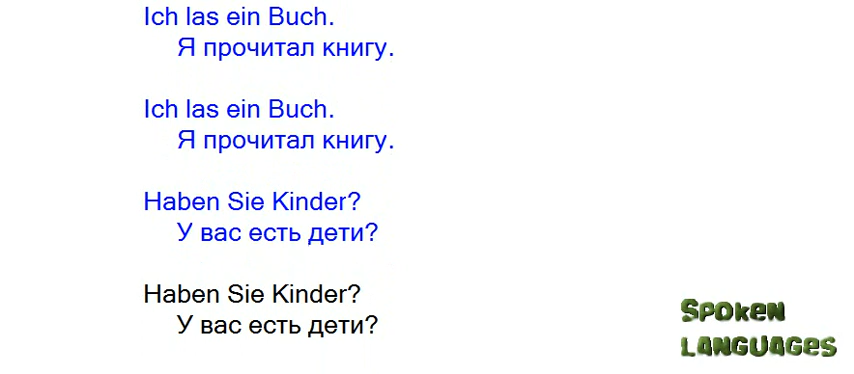 Ich las ein Buch.
Я прочитал книгу.
Ich las ein Buch.
Я прочитал книгу.
Haben Sie Kinder?
У вас есть дети?
Haben Sie Kinder?
У вас есть дети?
Spoken
Languages